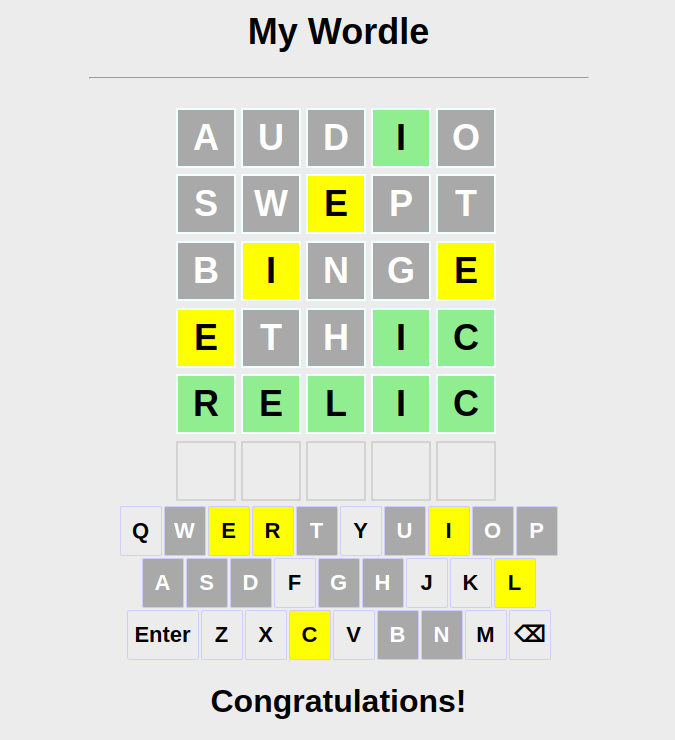 My Wordle
A U D I O
S W E P T
B I N G E
E T H I C
R E L I C
Q W E R T Y U I O P
A S D F G H J K L
Enter Z X C V B N M ⌫
Congratulations!